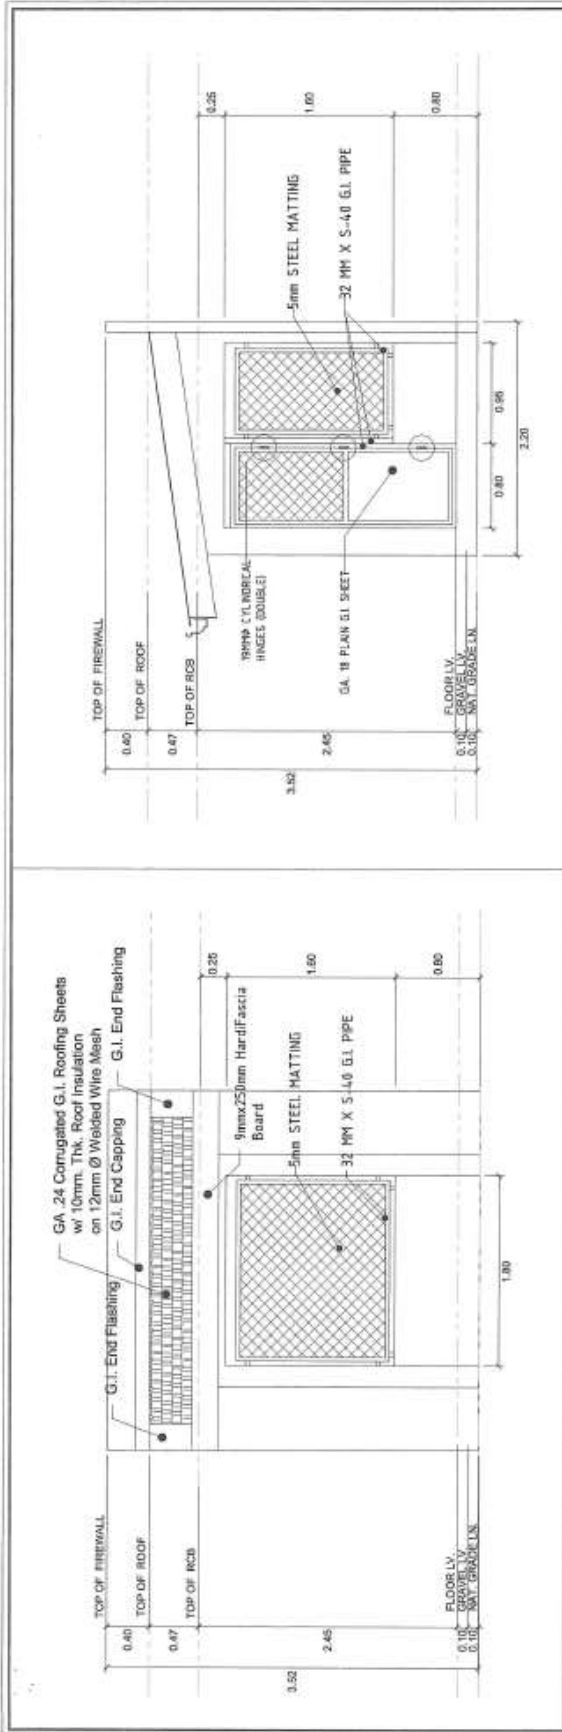 GA .24 Corrugated G.I. Roofing Sheets
w/ 10mm. Thk. Roof Insulation
on 12mm Ø Welded Wire Mesh
G.I. End Capping
G.I. End Flashing
G.I. End Flashing
TOP OF FIREWALL
0.40
TOP OF ROOF
0.47
TOP OF RCB
2.45
3.52
FLOOR LV.
0.10
GRAVEL LV.
0.10
NAT. GRADE LN.
0.25
9mmx250mm HardiFascia
Board
1.60
5mm STEEL MATTING
32 MM X S-40 G.I. PIPE
0.80
1.80
TOP OF FIREWALL
0.40
TOP OF ROOF
0.47
TOP OF RCB
2.45
3.52
FLOOR LV.
0.10
GRAVEL LV.
0.10
NAT. GRADE LN.
19MMØ CYLINDRICAL
HINGES (DOUBLE)
GA. 18 PLAIN G.I. SHEET
0.25
5mm STEEL MATTING
1.60
32 MM X S-40 G.I. PIPE
0.80
0.80
0.95
2.20